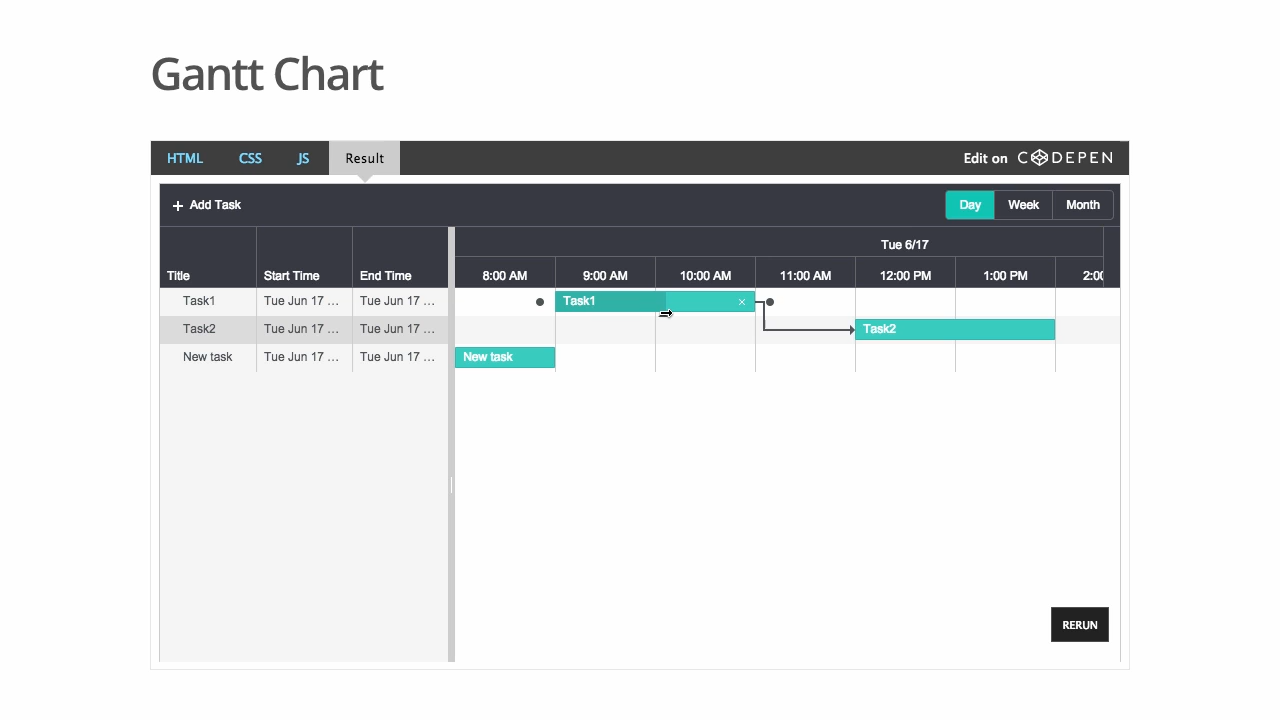 Gantt Chart
HTML CSS JS Result Edit on CODEPEN
+ Add Task Day Week Month
Tue 6/17
Title Start Time End Time 8:00 AM 9:00 AM 10:00 AM 11:00 AM 12:00 PM 1:00 PM 2:00
Task1 Tue Jun 17 ... Tue Jun 17 ... Task1 ×
Task2 Tue Jun 17 ... Tue Jun 17 ... Task2
New task Tue Jun 17 ... Tue Jun 17 ... New task
RERUN